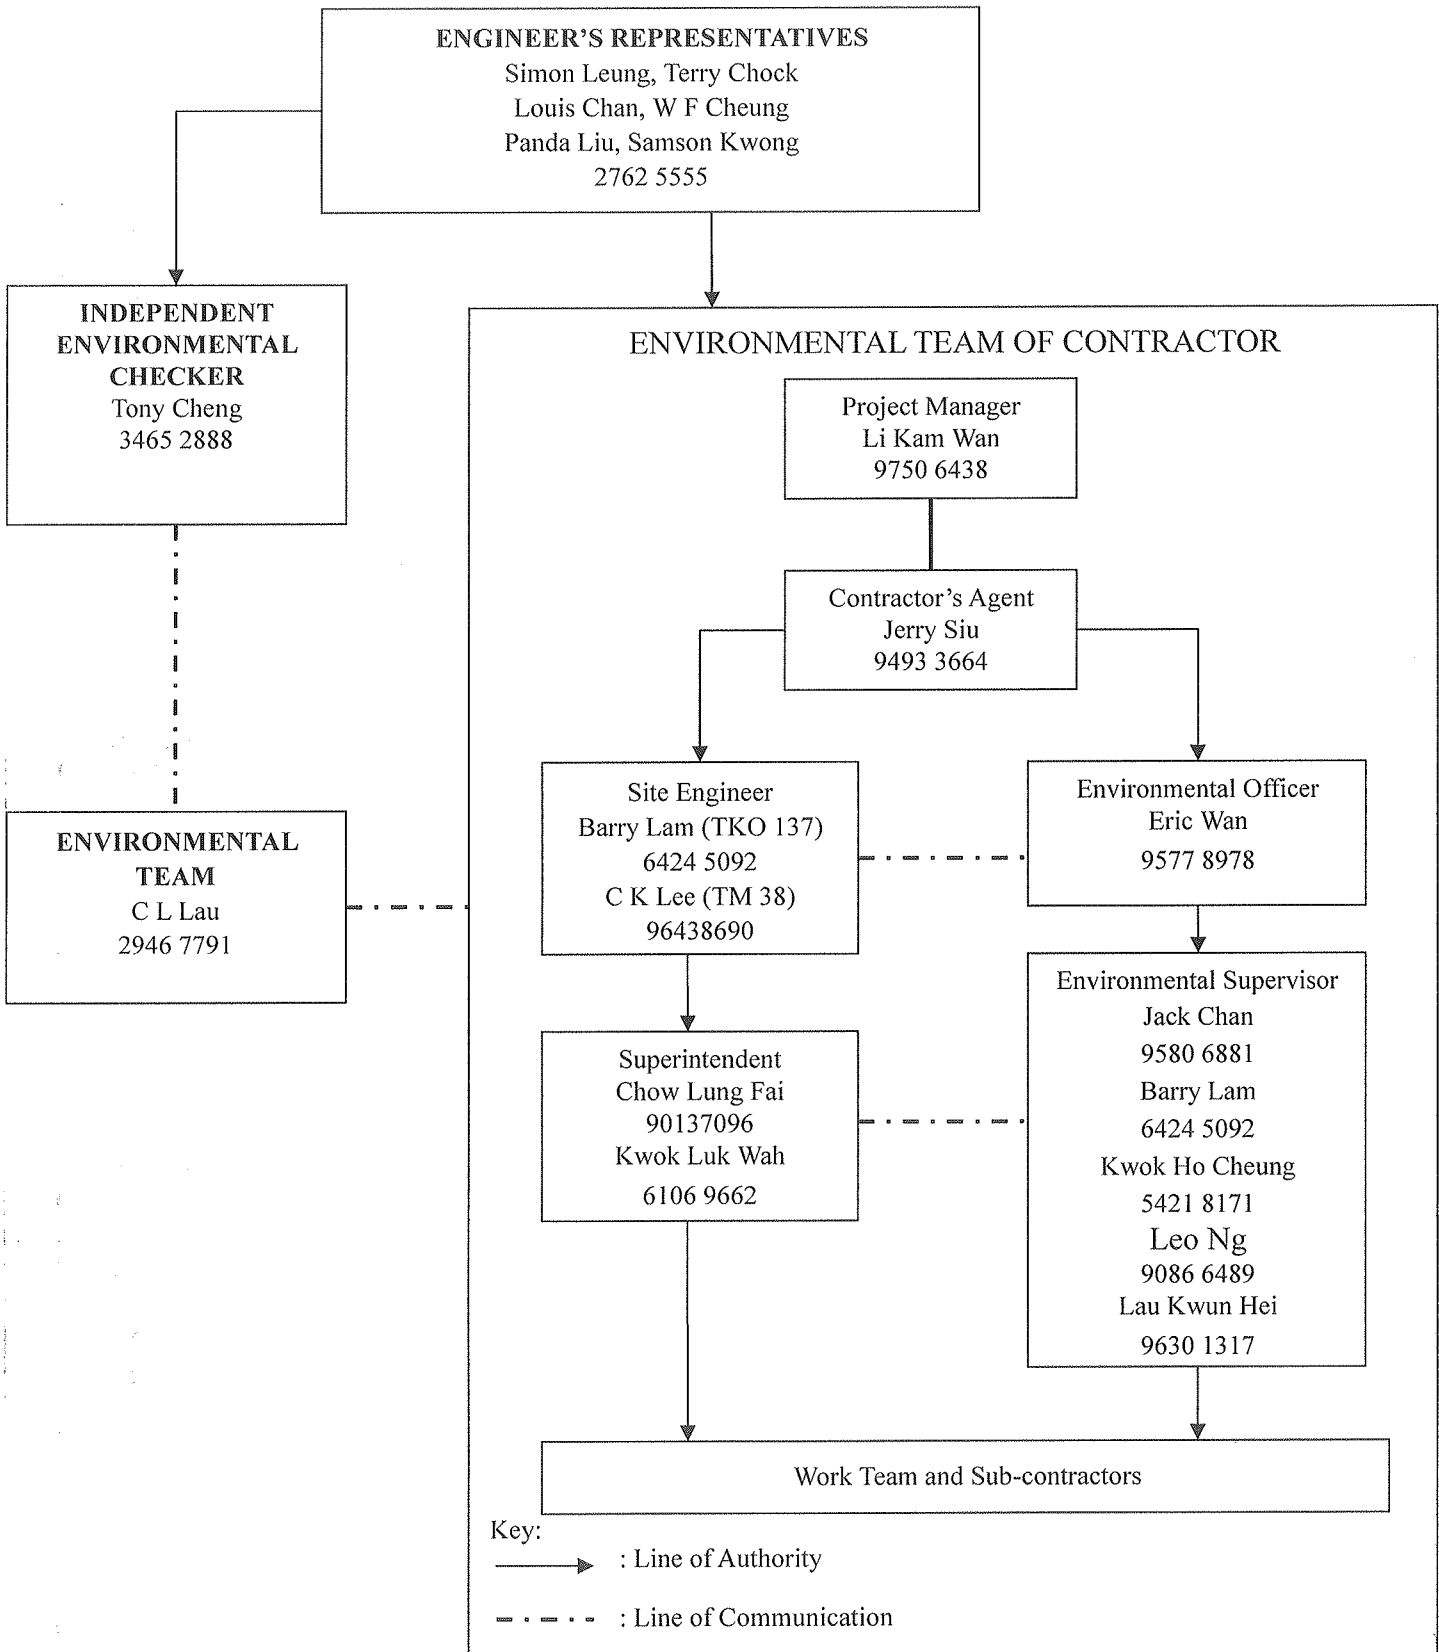 ENGINEER'S REPRESENTATIVES
Simon Leung, Terry Chock
Louis Chan, W F Cheung
Panda Liu, Samson Kwong
2762 5555
INDEPENDENT
ENVIRONMENTAL
CHECKER
Tony Cheng
3465 2888
ENVIRONMENTAL
TEAM
C L Lau
2946 7791
ENVIRONMENTAL TEAM OF CONTRACTOR
Project Manager
Li Kam Wan
9750 6438
Contractor's Agent
Jerry Siu
9493 3664
Site Engineer
Barry Lam (TKO 137)
6424 5092
C K Lee (TM 38)
96438690
Environmental Officer
Eric Wan
9577 8978
Superintendent
Chow Lung Fai
90137096
Kwok Luk Wah
6106 9662
Environmental Supervisor
Jack Chan
9580 6881
Barry Lam
6424 5092
Kwok Ho Cheung
5421 8171
Leo Ng
9086 6489
Lau Kwun Hei
9630 1317
Work Team and Sub-contractors
Key:
: Line of Authority
: Line of Communication